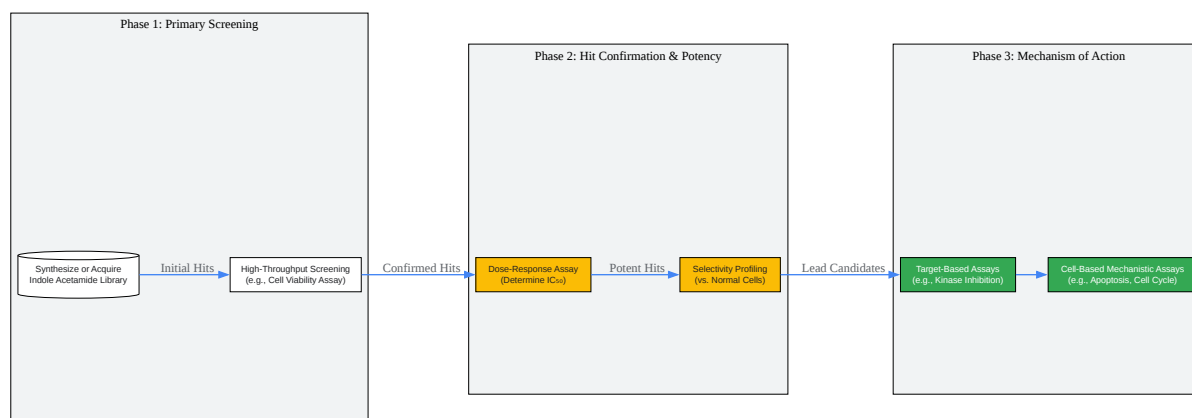 Phase 1: Primary Screening
Synthesize or Acquire
Indole Acetamide Library
Initial Hits
High-Throughput Screening
(e.g., Cell Viability Assay)
Confirmed Hits
Phase 2: Hit Confirmation & Potency
Dose-Response Assay
(Determine IC₅₀)
Potent Hits
Selectivity Profiling
(vs. Normal Cells)
Lead Candidates
Phase 3: Mechanism of Action
Target-Based Assays
(e.g., Kinase Inhibition)
Cell-Based Mechanistic Assays
(e.g., Apoptosis, Cell Cycle)